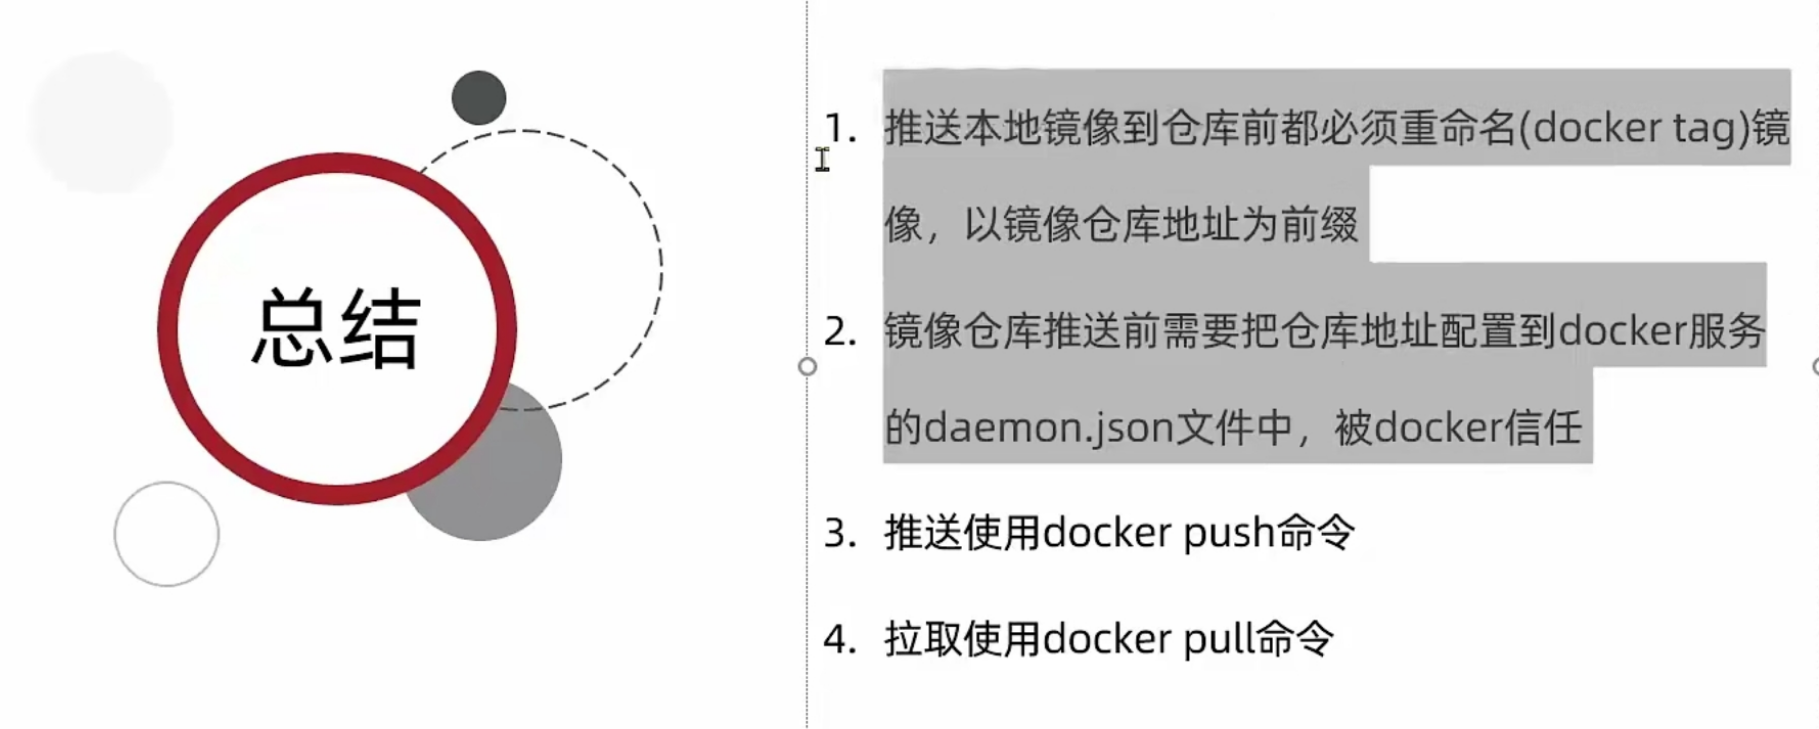 总结
1. 推送本地镜像到仓库前都必须重命名(docker tag)镜
像，以镜像仓库地址为前缀
2. 镜像仓库推送前需要把仓库地址配置到docker服务
的daemon.json文件中，被docker信任
3. 推送使用docker push命令
4. 拉取使用docker pull命令